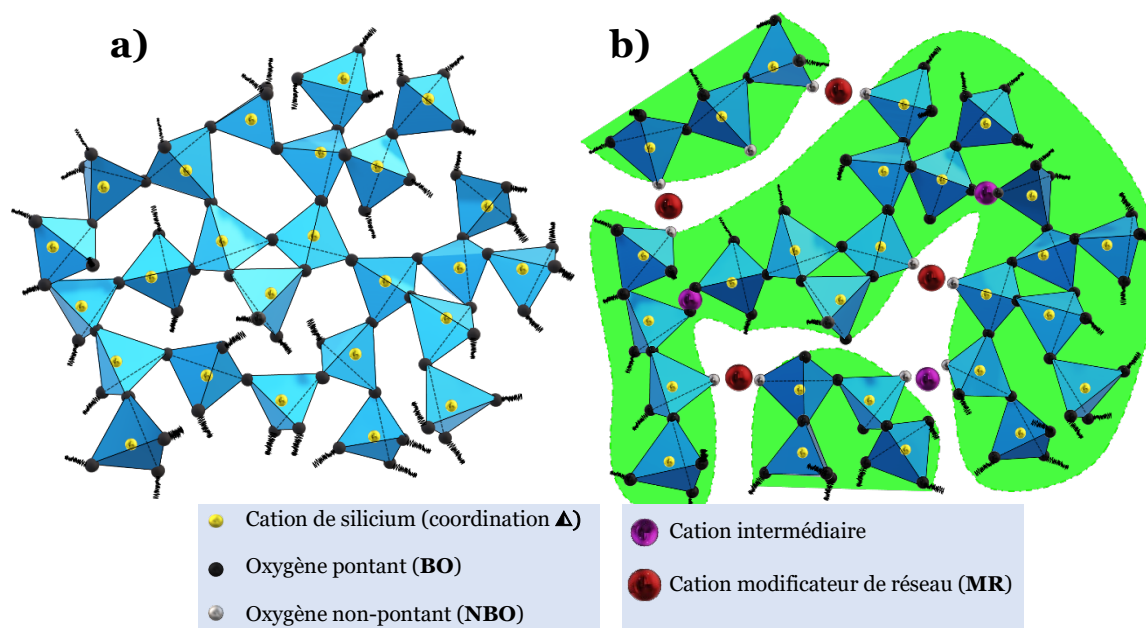 a)
b)
Cation de silicium (coordination ◮)
Oxygène pontant (BO)
Oxygène non-pontant (NBO)
Cation intermédiaire
Cation modificateur de réseau (MR)